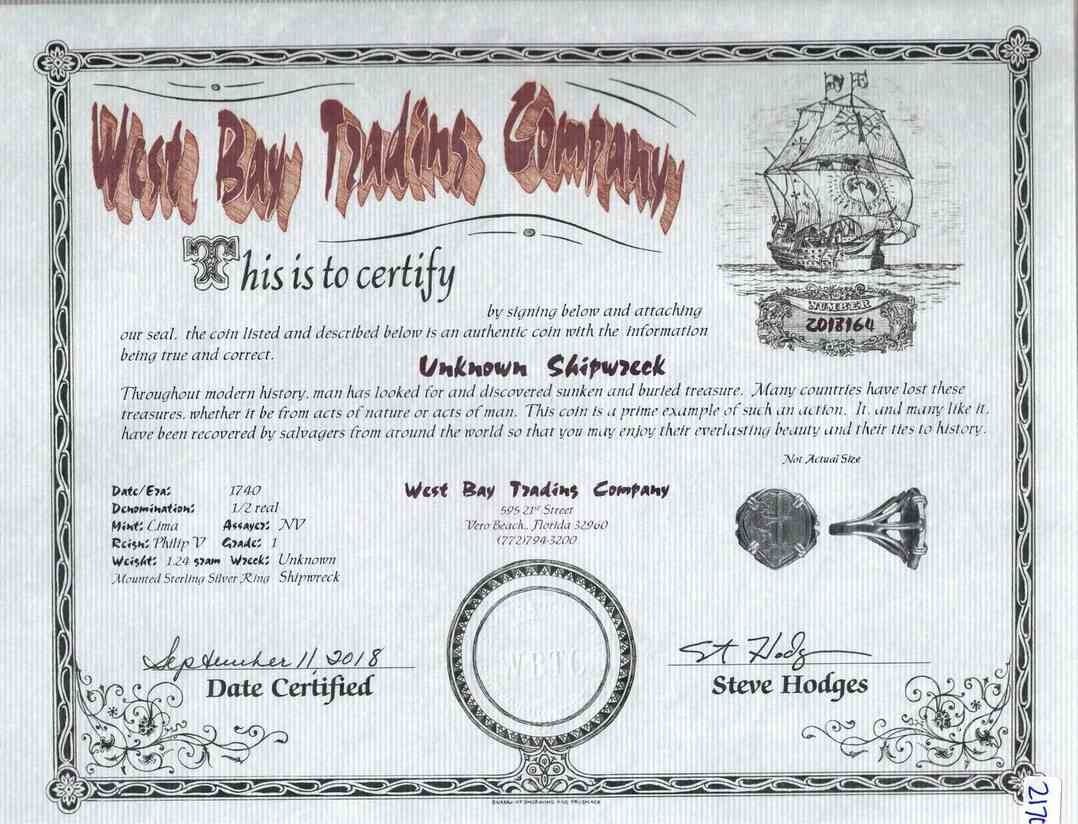 West Bay Trading Company
This is to certify
by signing below and attaching
our seal, the coin listed and described below is an authentic coin with the information
being true and correct.
NUMBER
2018164
Unknown Shipwreck
Throughout modern history, man has looked for and discovered sunken and buried treasure. Many countries have lost these
treasures, whether it be from acts of nature or acts of man. This coin is a prime example of such an action. It, and many like it,
have been recovered by salvagers from around the world so that you may enjoy their everlasting beauty and their ties to history.
Not Actual Size
Date/Era: 1740
Denomination: 1/2 real
Mint: Lima Assayer: NV
Reign: Philip V Grade: 1
Weight: 1.24 gram Wreck: Unknown
Mounted Sterling Silver Ring Shipwreck
West Bay Trading Company
595 21st Street
Vero Beach, Florida 32960
(772)794-3200
September 11, 2018
Date Certified
WBTC
St Hodg
Steve Hodges